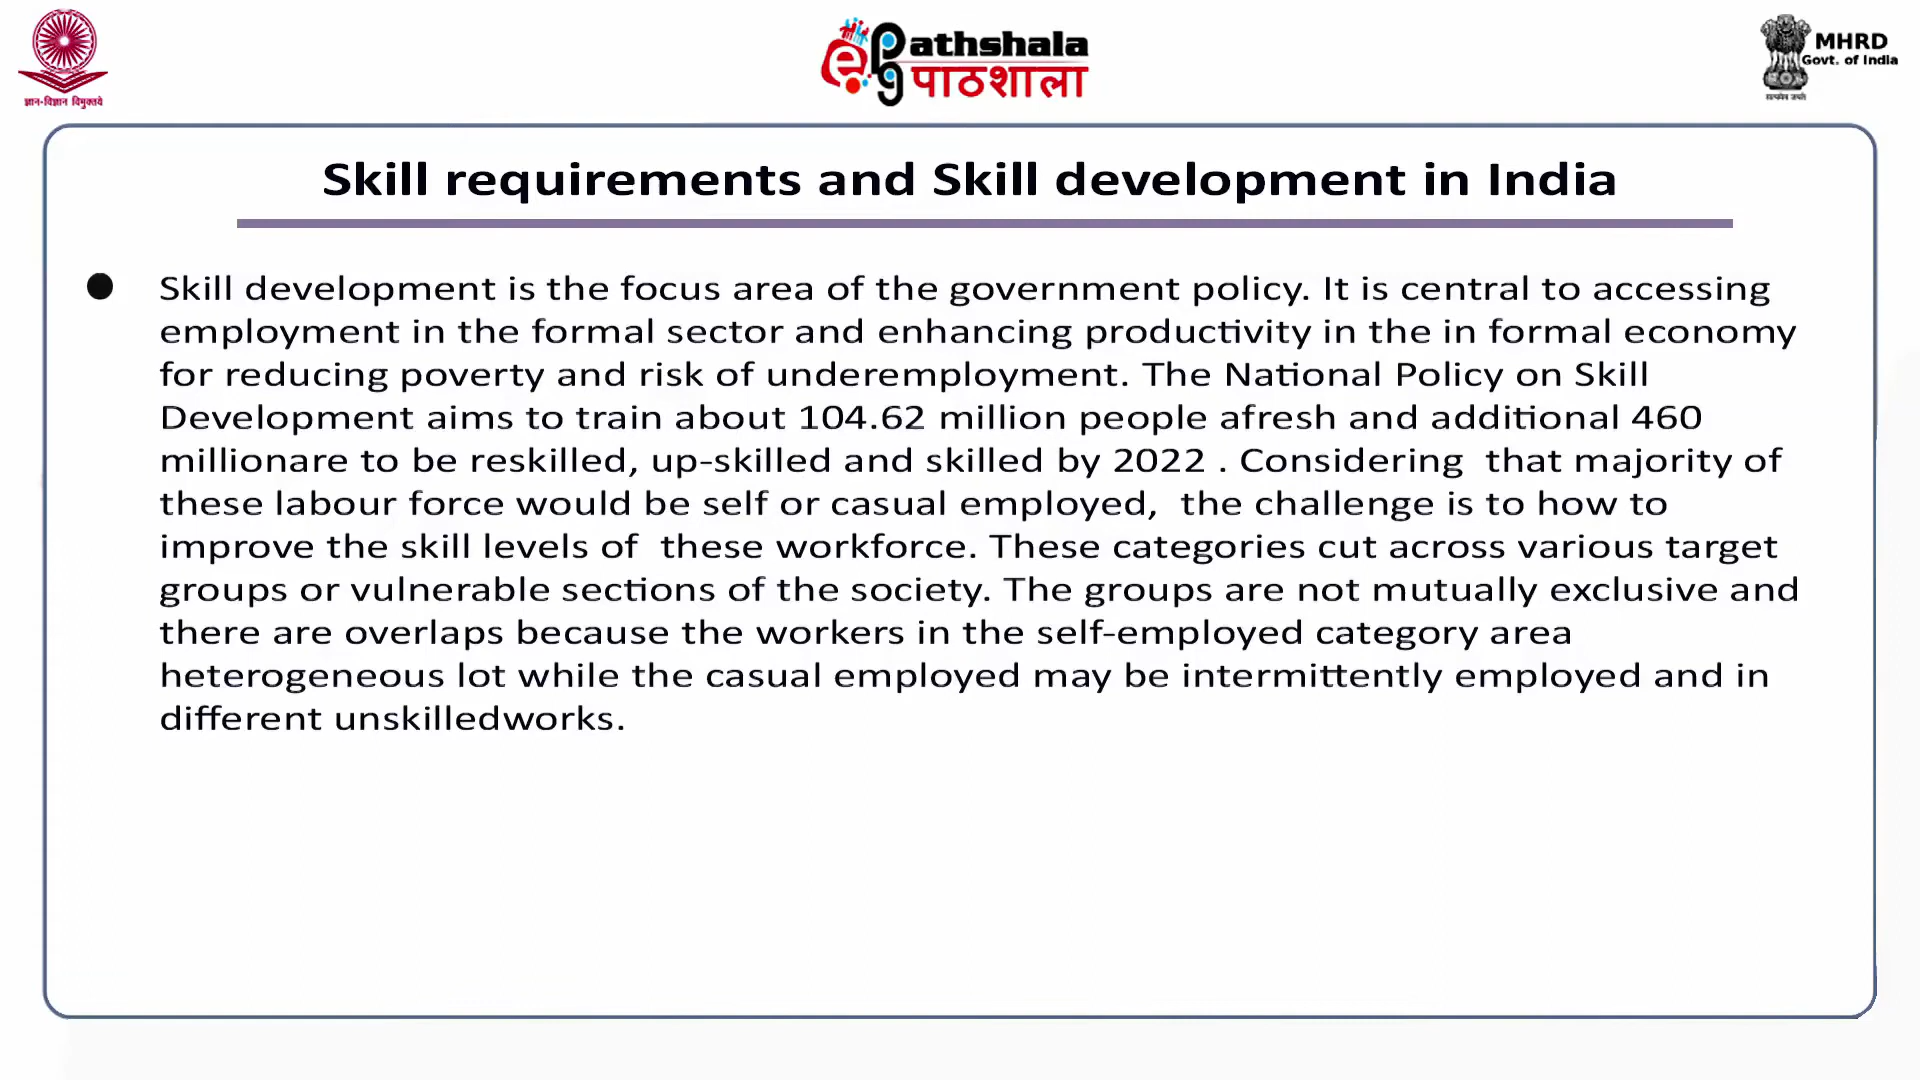 ज्ञान-विज्ञान विमुक्तये
e
pg
athshala
पाठशाला
MHRD
Govt. of India
सत्यमेव जयते
Skill requirements and Skill development in India
● Skill development is the focus area of the government policy. It is central to accessing
employment in the formal sector and enhancing productivity in the in formal economy
for reducing poverty and risk of underemployment. The National Policy on Skill
Development aims to train about 104.62 million people afresh and additional 460
millionare to be reskilled, up-skilled and skilled by 2022 . Considering  that majority of
these labour force would be self or casual employed,  the challenge is to how to
improve the skill levels of  these workforce. These categories cut across various target
groups or vulnerable sections of the society. The groups are not mutually exclusive and
there are overlaps because the workers in the self-employed category area
heterogeneous lot while the casual employed may be intermittently employed and in
different unskilledworks.